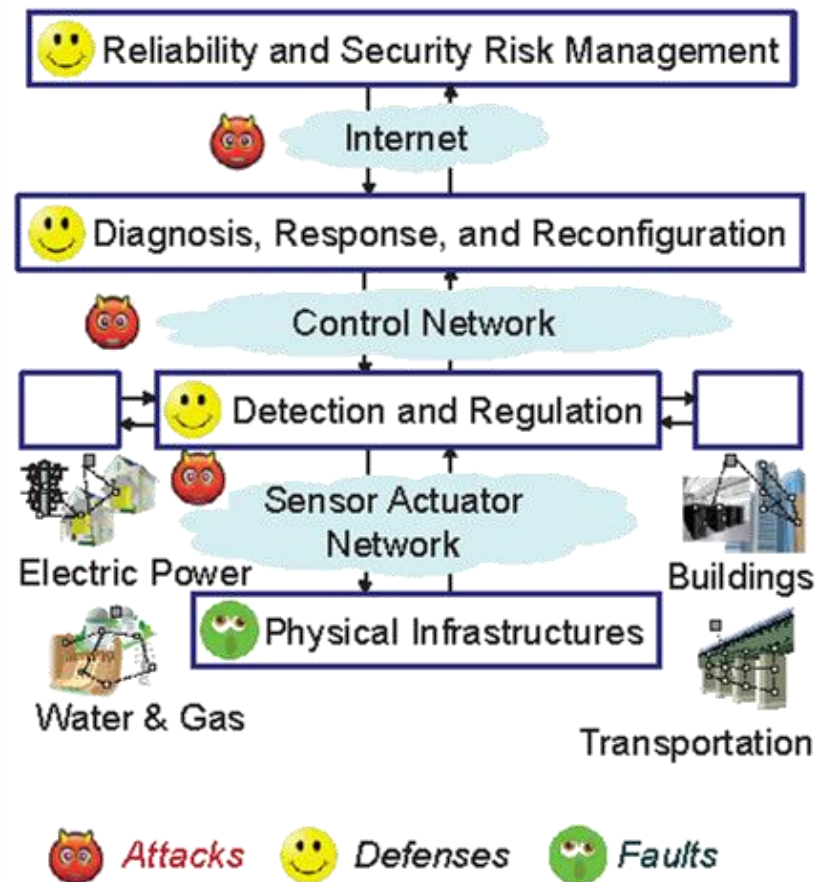 Reliability and Security Risk Management
Internet
Diagnosis, Response, and Reconfiguration
Control Network
Detection and Regulation
Sensor Actuator
Network
Electric Power
Buildings
Physical Infrastructures
Water & Gas
Transportation
Attacks
Defenses
Faults